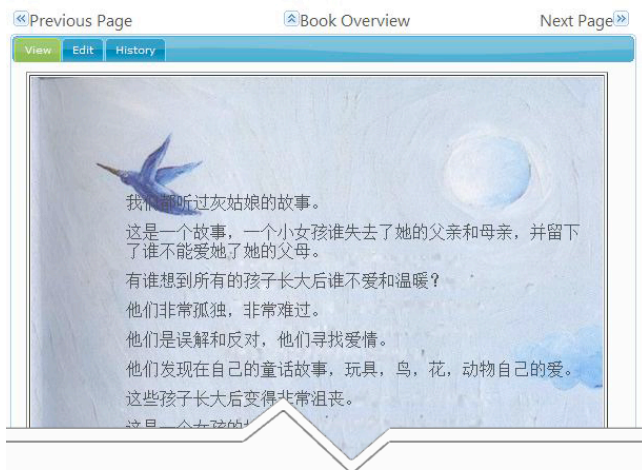 Previous Page
Book Overview
Next Page
View
Edit
History
我们都听过灰姑娘的故事。
这是一个故事，一个小女孩谁失去了她的父亲和母亲，并留下
了谁不能爱她了她的父母。
有谁想到所有的孩子长大后谁不爱和温暖？
他们非常孤独，非常难过。
他们是误解和反对，他们寻找爱情。
他们发现在自己的童话故事，玩具，鸟，花，动物自己的爱。
这些孩子长大后变得非常沮丧。
这是一个女孩的